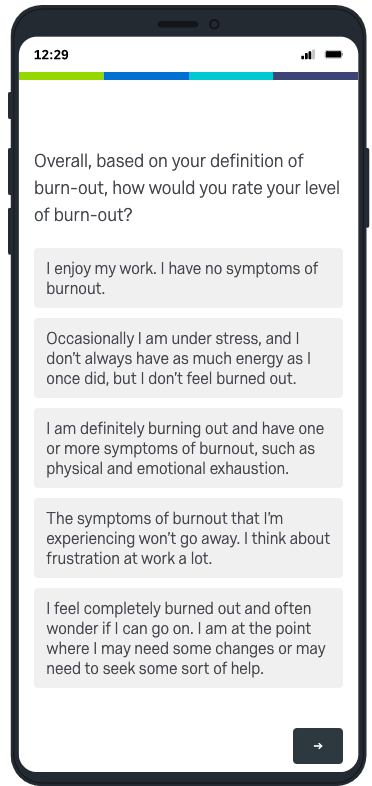 12:29
Overall, based on your definition of
burn-out, how would you rate your level
of burn-out?
I enjoy my work. I have no symptoms of
burnout.
Occasionally I am under stress, and I
don't always have as much energy as I
once did, but I don't feel burned out.
I am definitely burning out and have one
or more symptoms of burnout, such as
physical and emotional exhaustion.
The symptoms of burnout that I'm
experiencing won't go away. I think about
frustration at work a lot.
I feel completely burned out and often
wonder if I can go on. I am at the point
where I may need some changes or may
need to seek some sort of help.